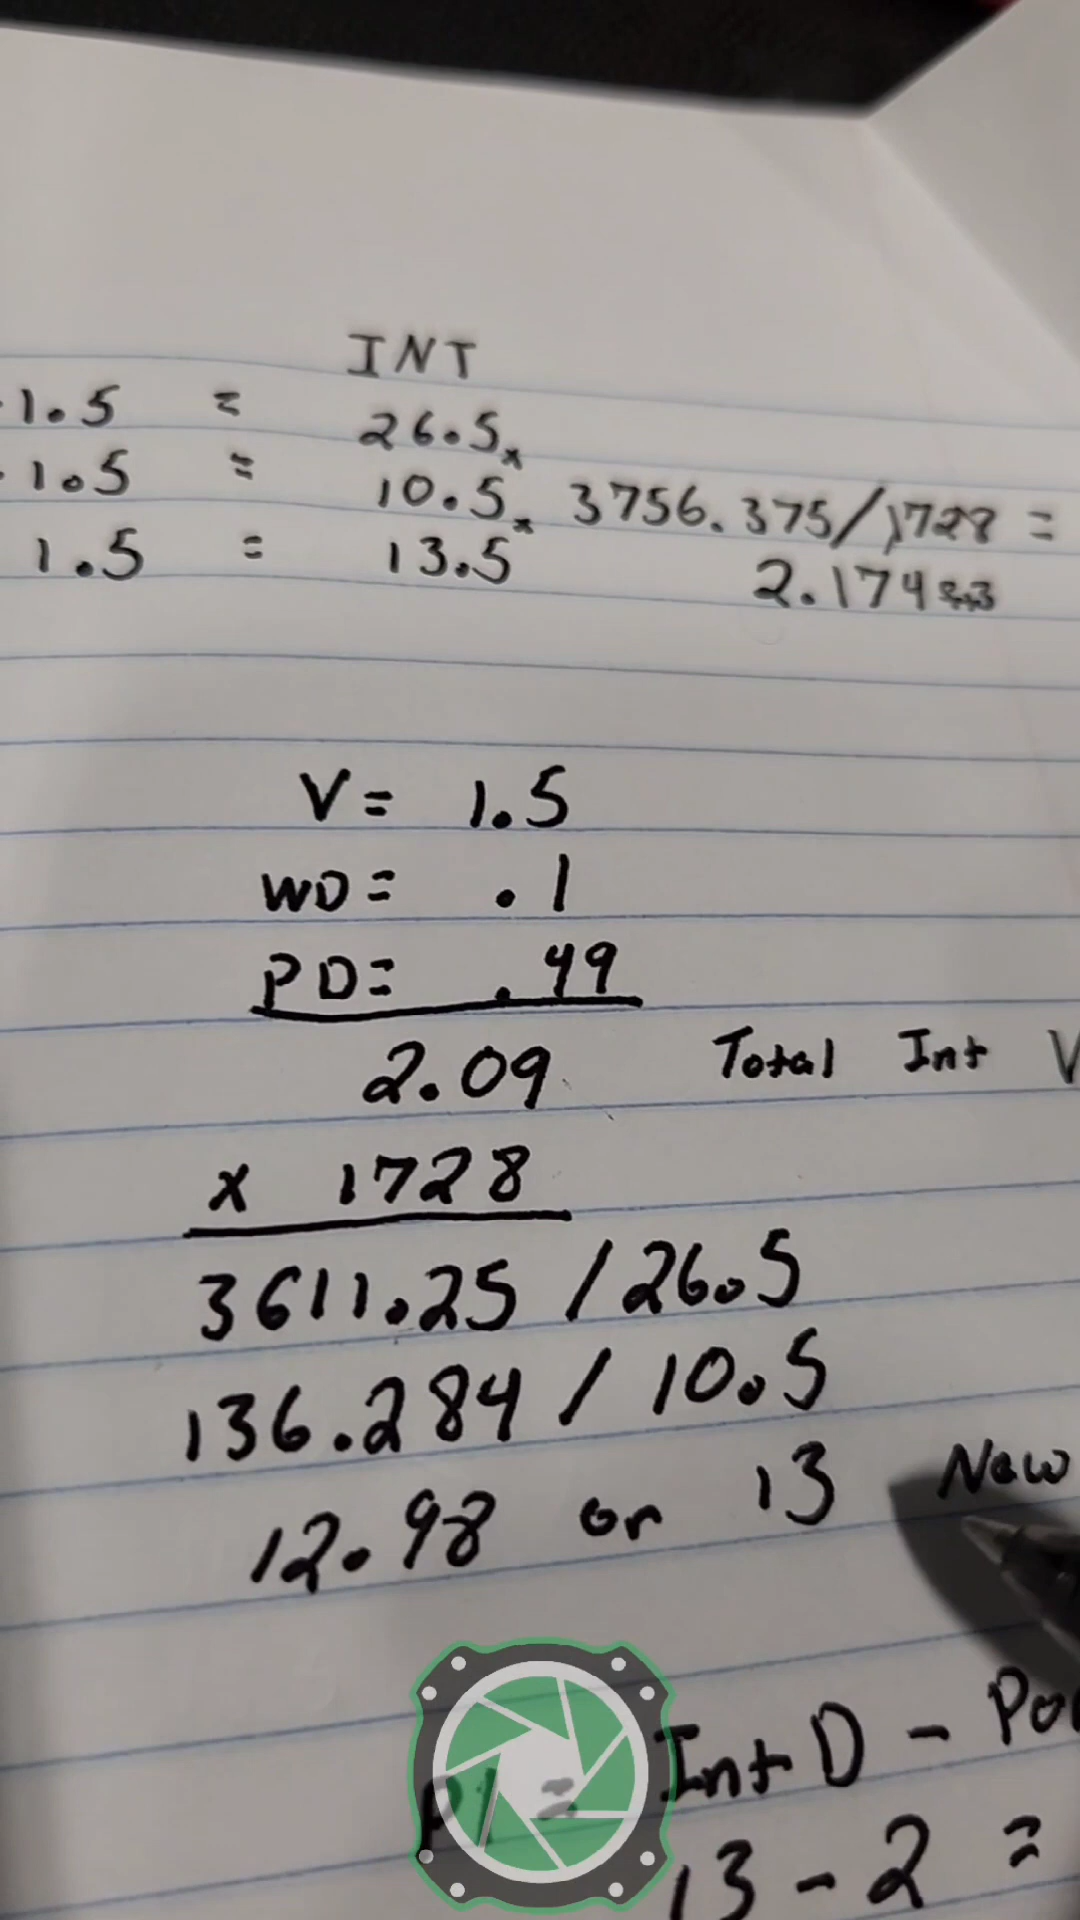 INT
-1.5 = 26.5 x
-1.5 = 10.5 x 3756.375/1728 =
1.5 = 13.5 2.174
V = 1.5
WD = .1
PD = .49
2.09 Total Int V
x 1728
3611.25 / 26.5
136.284 / 10.5
12.98 or 13 New
Int D - Por
13 - 2 =